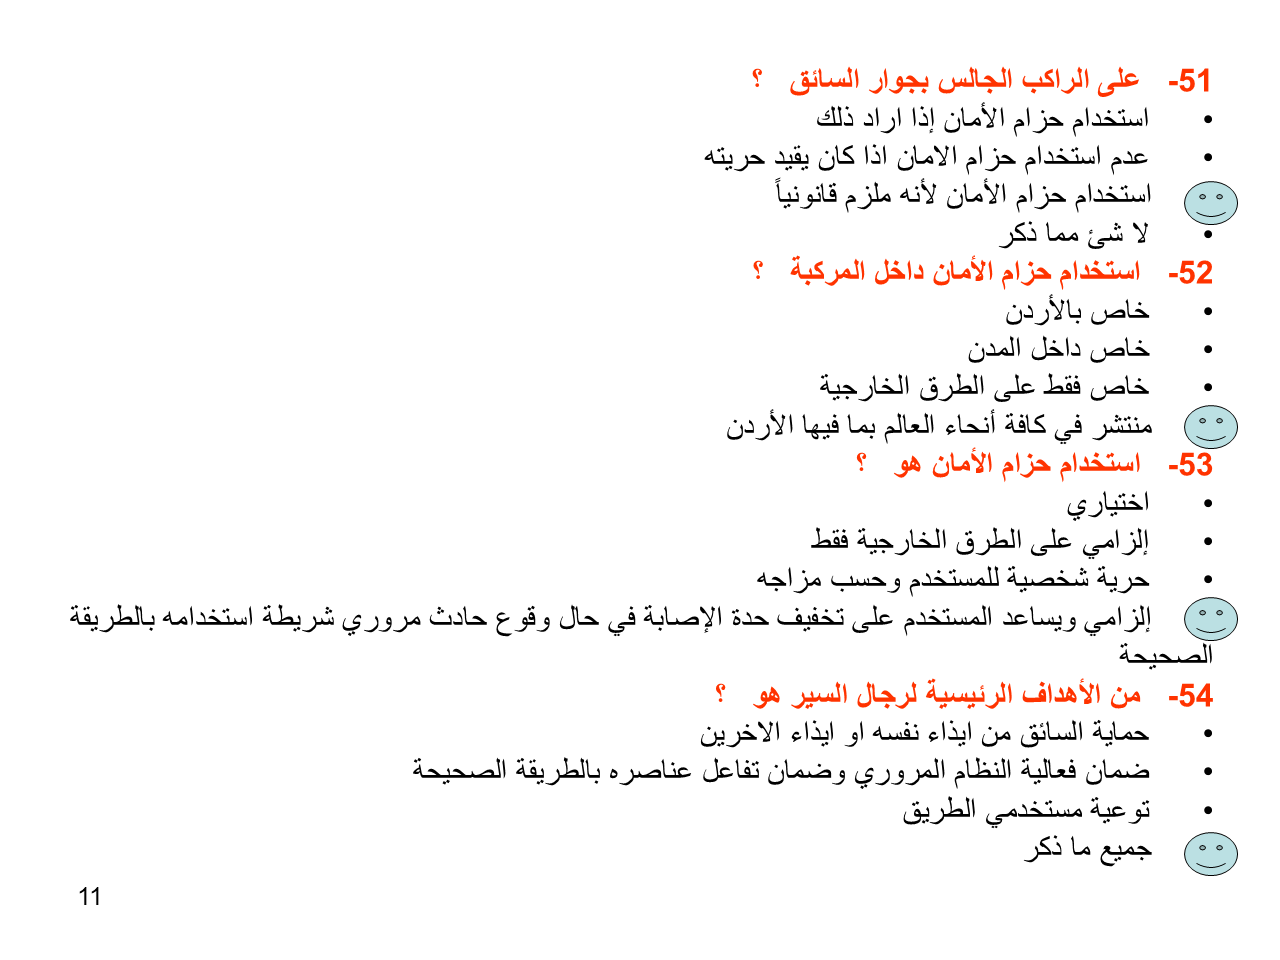 51- على الراكب الجالس بجوار السائق ؟
• استخدام حزام الأمان إذا اراد ذلك
• عدم استخدام حزام الامان اذا كان يقيد حريته
استخدام حزام الأمان لأنه ملزم قانونياً
• لا شئ مما ذكر
52- استخدام حزام الأمان داخل المركبة ؟
• خاص بالأردن
• خاص داخل المدن
• خاص فقط على الطرق الخارجية
منتشر في كافة أنحاء العالم بما فيها الأردن
53- استخدام حزام الأمان هو ؟
• اختياري
• إلزامي على الطرق الخارجية فقط
• حرية شخصية للمستخدم وحسب مزاجه
إلزامي ويساعد المستخدم على تخفيف حدة الإصابة في حال وقوع حادث مروري شريطة استخدامه بالطريقة
الصحيحة
54- من الأهداف الرئيسية لرجال السير هو ؟
• حماية السائق من ايذاء نفسه او ايذاء الاخرين
• ضمان فعالية النظام المروري وضمان تفاعل عناصره بالطريقة الصحيحة
• توعية مستخدمي الطريق
جميع ما ذكر
11